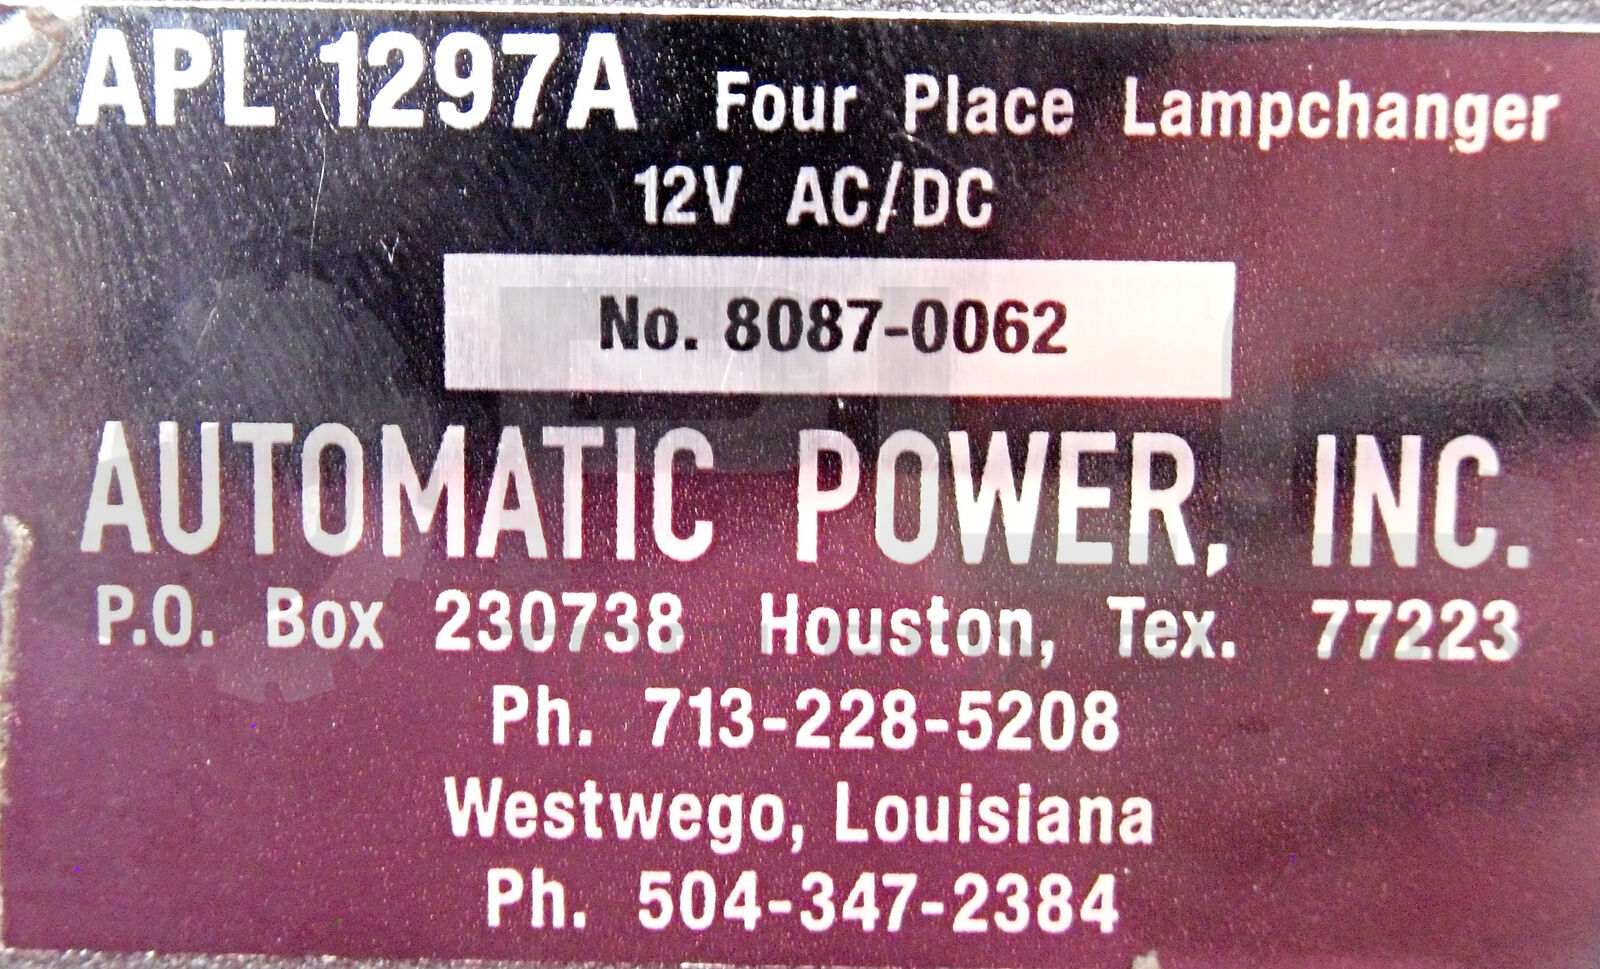 APL 1297A Four Place Lampchanger
12V AC/DC
No. 8087-0062
AUTOMATIC POWER, INC.
P.O. Box 230738 Houston, Tex. 77223
Ph. 713-228-5208
Westwego, Louisiana
Ph. 504-347-2384